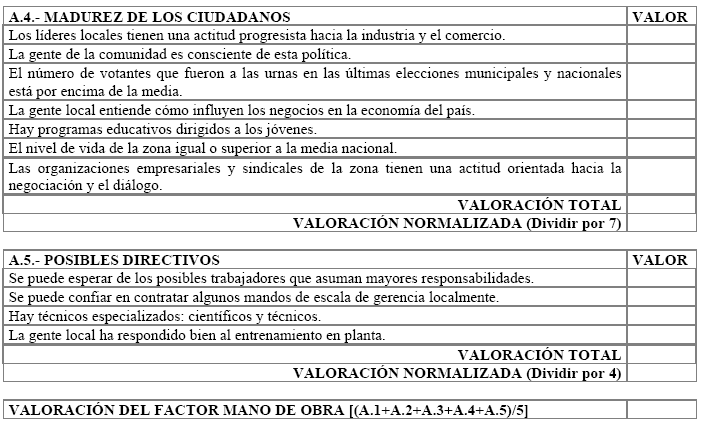 A.4.- MADUREZ DE LOS CIUDADANOS VALOR
Los líderes locales tienen una actitud progresista hacia la industria y el comercio.
La gente de la comunidad es consciente de esta política.
El número de votantes que fueron a las urnas en las últimas elecciones municipales y nacionales
está por encima de la media.
La gente local entiende cómo influyen los negocios en la economía del país.
Hay programas educativos dirigidos a los jóvenes.
El nivel de vida de la zona igual o superior a la media nacional.
Las organizaciones empresariales y sindicales de la zona tienen una actitud orientada hacia la
negociación y el diálogo.
VALORACIÓN TOTAL
VALORACIÓN NORMALIZADA (Dividir por 7)
A.5.- POSIBLES DIRECTIVOS VALOR
Se puede esperar de los posibles trabajadores que asuman mayores responsabilidades.
Se puede confiar en contratar algunos mandos de escala de gerencia localmente.
Hay técnicos especializados: científicos y técnicos.
La gente local ha respondido bien al entrenamiento en planta.
VALORACIÓN TOTAL
VALORACIÓN NORMALIZADA (Dividir por 4)
VALORACIÓN DEL FACTOR MANO DE OBRA [(A.1+A.2+A.3+A.4+A.5)/5]